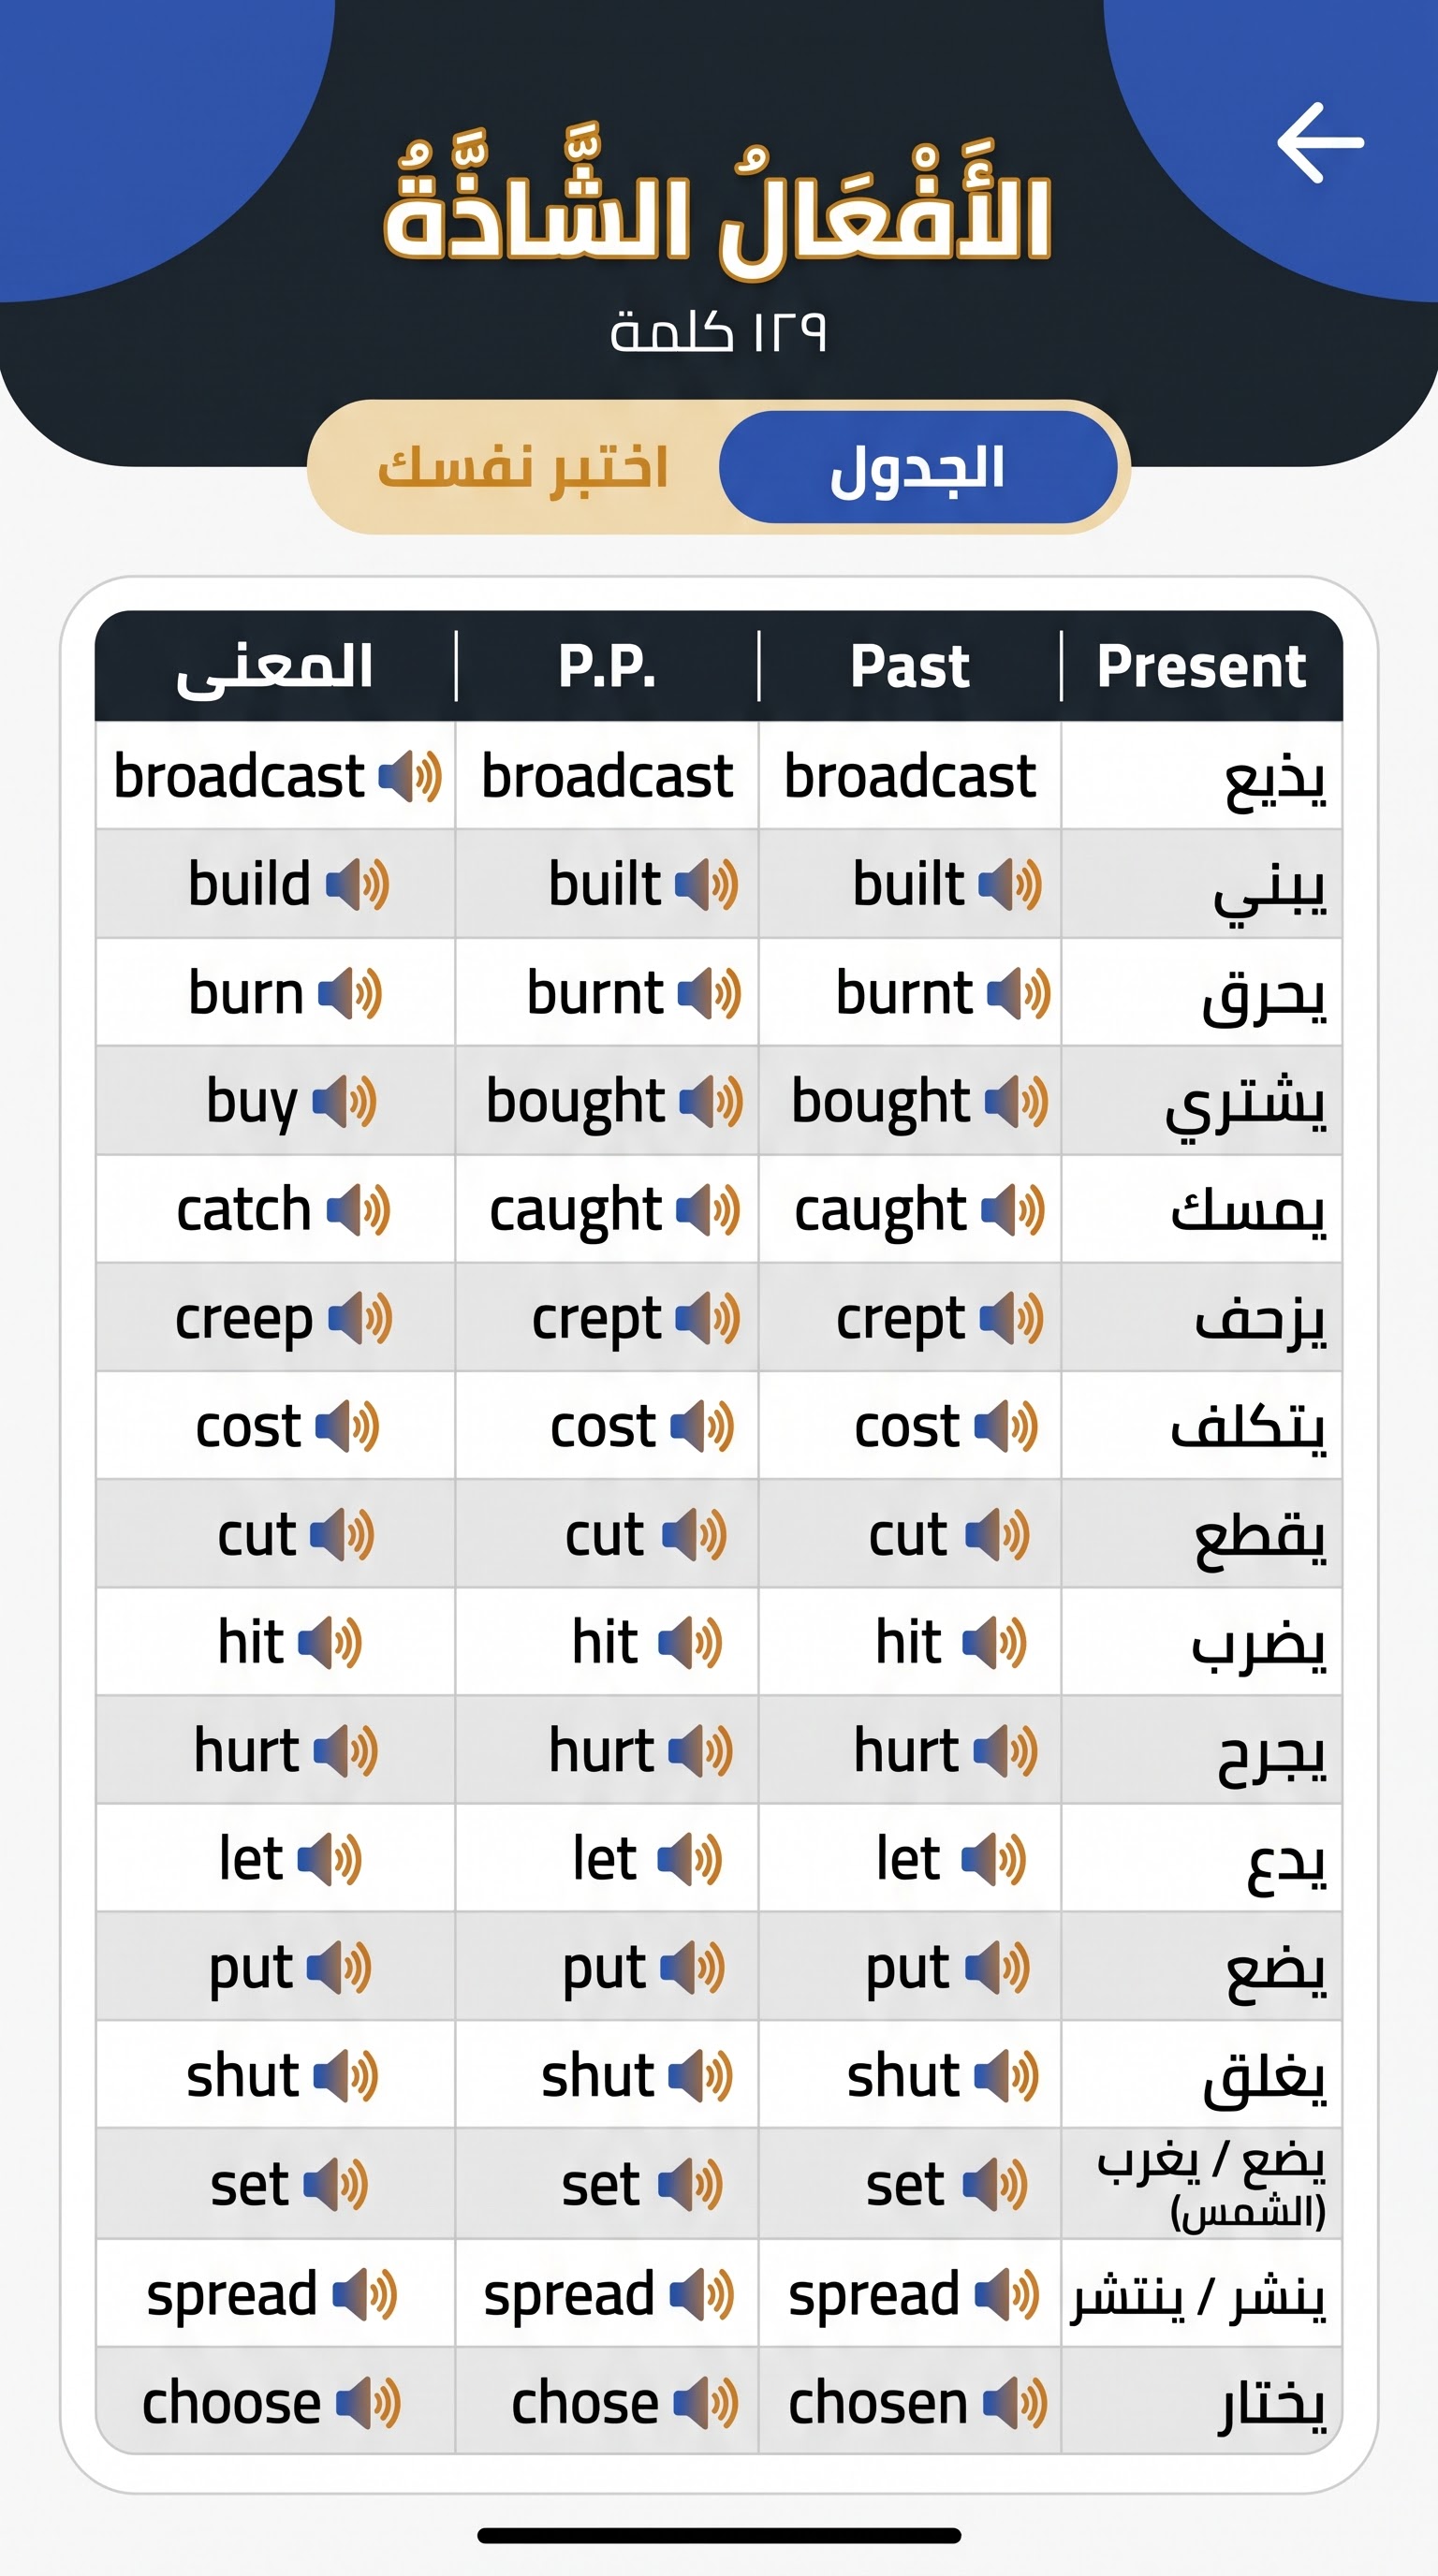 الأَفْعَالُ الشَّاذَّةُ
١٢٩ كلمة
الجدول اختبر نفسك
المعنى P.P. Past Present
broadcast broadcast broadcast يذيع
build built built يبني
burn burnt burnt يحرق
buy bought bought يشتري
catch caught caught يمسك
creep crept crept يزحف
cost cost cost يتكلف
cut cut cut يقطع
hit hit hit يضرب
hurt hurt hurt يجرح
let let let يدع
put put put يضع
shut shut shut يغلق
set set set يضع / يغرب
(الشمس)
spread spread spread ينشر / ينتشر
choose chose chosen يختار